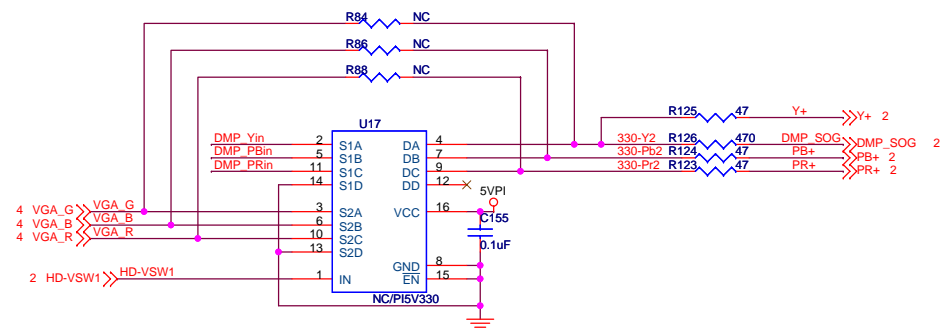 R84 NC
R86 NC
R88 NC
R125 47 Y+ Y+ 2
U17
DMP_Yin 2 S1A DA 4 330-Y2 R126 470 DMP_SOG DMP_SOG 2
DMP_PBin 5 S1B DB 7 330-Pb2 R124 47 PB+ PB+ 2
DMP_PRin 11 S1C DC 9 330-Pr2 R123 47 PR+ PR+ 2
14 S1D DD 12
5VPI
4 VGA_G VGA_G 3 S2A VCC 16
C155
4 VGA_B VGA_B 6 S2B
4 VGA_R VGA_R 10 S2C
0.1uF
13 S2D
GND 8
2 HD-VSW1 HD-VSW1 1 IN EN 15
NC/PI5V330